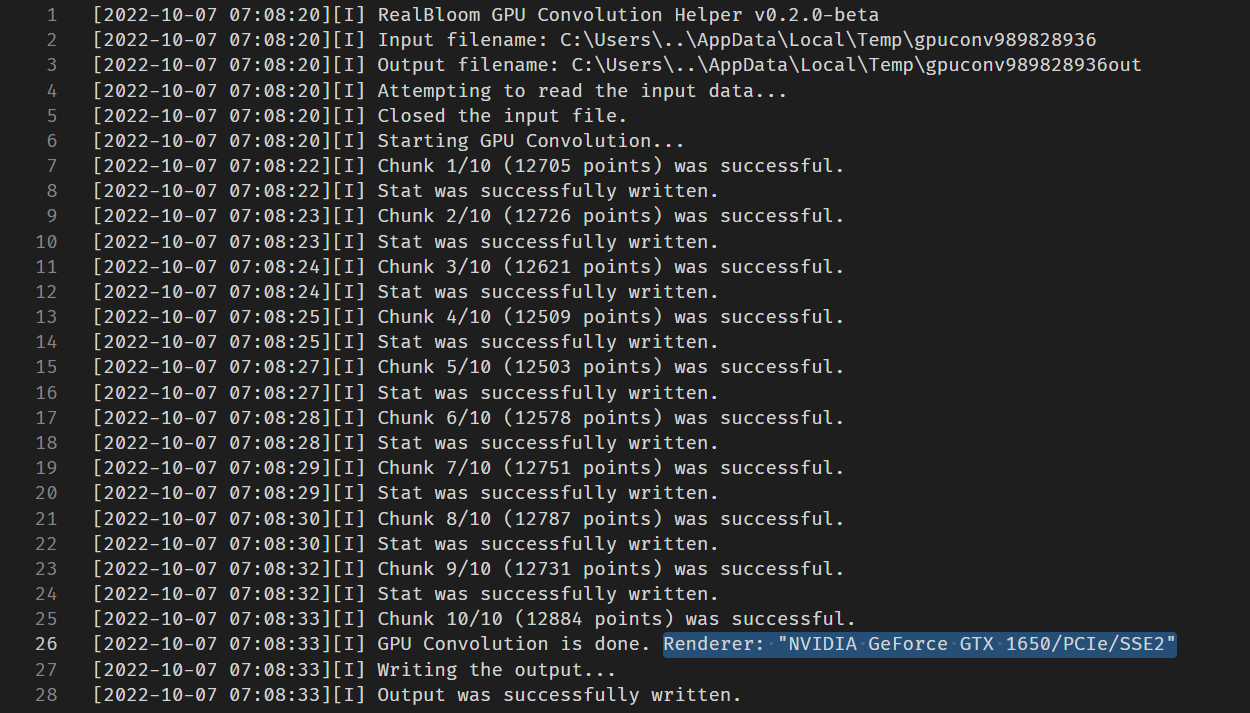 1 [2022-10-07 07:08:20][I] RealBloom GPU Convolution Helper v0.2.0-beta
2 [2022-10-07 07:08:20][I] Input filename: C:\Users\..\AppData\Local\Temp\gpuconv989828936
3 [2022-10-07 07:08:20][I] Output filename: C:\Users\..\AppData\Local\Temp\gpuconv989828936out
4 [2022-10-07 07:08:20][I] Attempting to read the input data...
5 [2022-10-07 07:08:20][I] Closed the input file.
6 [2022-10-07 07:08:20][I] Starting GPU Convolution...
7 [2022-10-07 07:08:22][I] Chunk 1/10 (12705 points) was successful.
8 [2022-10-07 07:08:22][I] Stat was successfully written.
9 [2022-10-07 07:08:23][I] Chunk 2/10 (12726 points) was successful.
10 [2022-10-07 07:08:23][I] Stat was successfully written.
11 [2022-10-07 07:08:24][I] Chunk 3/10 (12621 points) was successful.
12 [2022-10-07 07:08:24][I] Stat was successfully written.
13 [2022-10-07 07:08:25][I] Chunk 4/10 (12509 points) was successful.
14 [2022-10-07 07:08:25][I] Stat was successfully written.
15 [2022-10-07 07:08:27][I] Chunk 5/10 (12503 points) was successful.
16 [2022-10-07 07:08:27][I] Stat was successfully written.
17 [2022-10-07 07:08:28][I] Chunk 6/10 (12578 points) was successful.
18 [2022-10-07 07:08:28][I] Stat was successfully written.
19 [2022-10-07 07:08:29][I] Chunk 7/10 (12751 points) was successful.
20 [2022-10-07 07:08:29][I] Stat was successfully written.
21 [2022-10-07 07:08:30][I] Chunk 8/10 (12787 points) was successful.
22 [2022-10-07 07:08:30][I] Stat was successfully written.
23 [2022-10-07 07:08:32][I] Chunk 9/10 (12731 points) was successful.
24 [2022-10-07 07:08:32][I] Stat was successfully written.
25 [2022-10-07 07:08:33][I] Chunk 10/10 (12884 points) was successful.
26 [2022-10-07 07:08:33][I] GPU Convolution is done. Renderer: "NVIDIA GeForce GTX 1650/PCIe/SSE2"
27 [2022-10-07 07:08:33][I] Writing the output...
28 [2022-10-07 07:08:33][I] Output was successfully written.